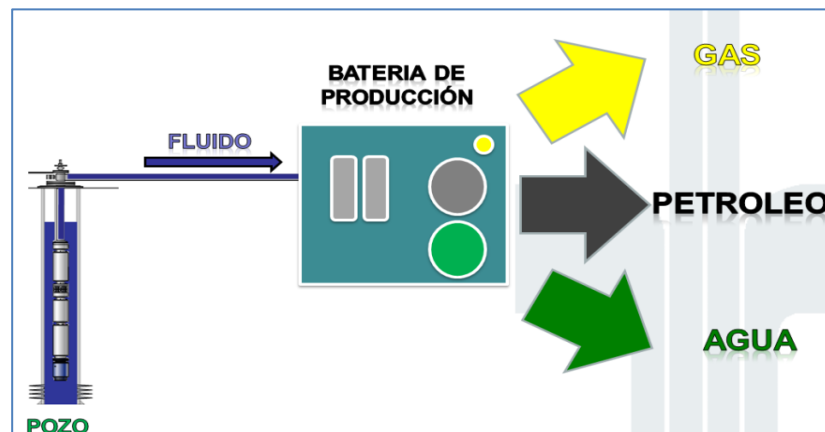 GAS
BATERIA DE
PRODUCCIÓN
FLUIDO
PETROLEO
AGUA
POZO